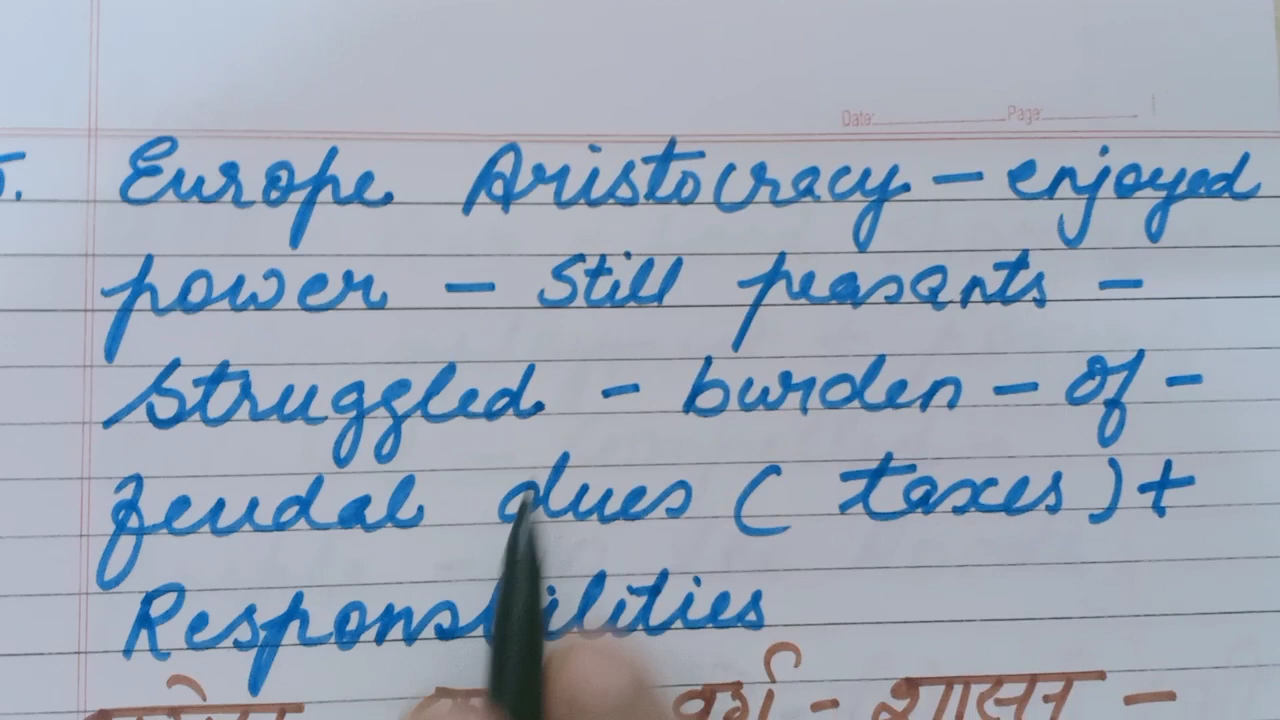 Date: Page:
5. Europe Aristocracy - enjoyed
power - Still peasants -
Struggled - burden - of -
feudal dues ( taxes ) +
Responsibilities
वर्ग - शासन -